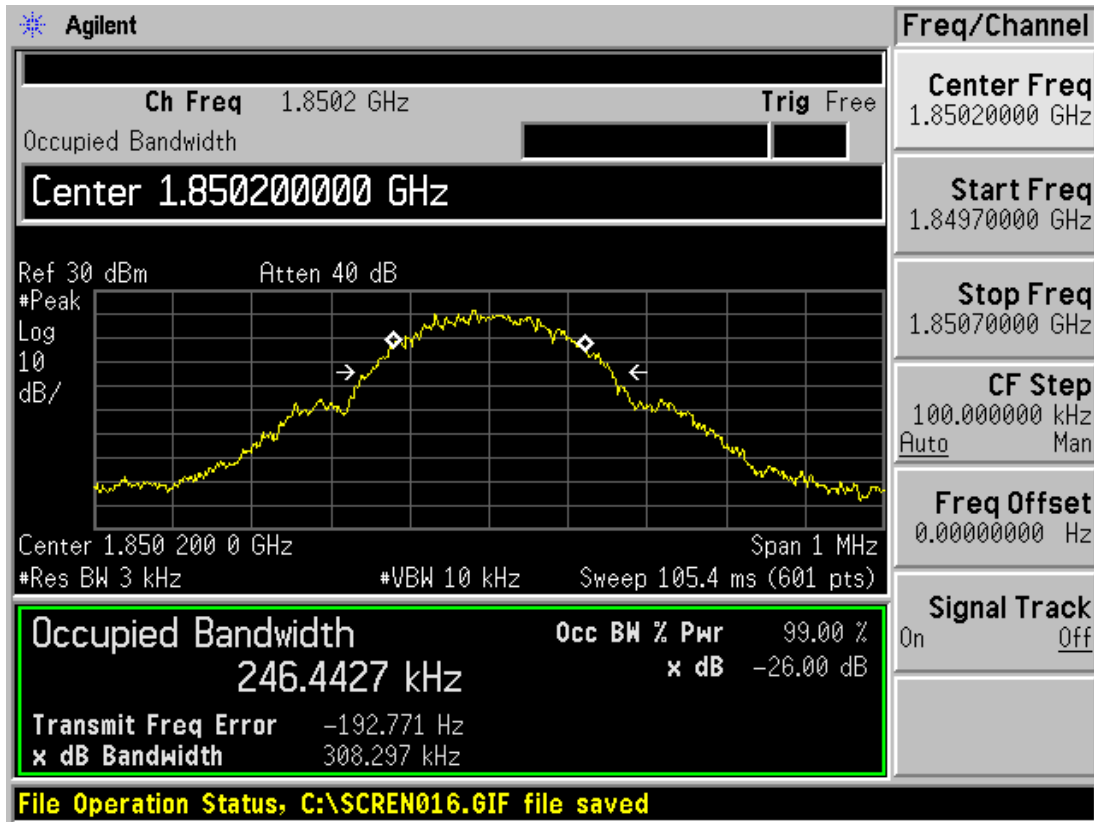 Agilent
Freq/Channel
Ch Freq 1.8502 GHz Trig Free
Occupied Bandwidth
Center 1.850200000 GHz
Ref 30 dBm Atten 40 dB
#Peak
Log
10
dB/
Center 1.850 200 0 GHz Span 1 MHz
#Res BW 3 kHz #VBW 10 kHz Sweep 105.4 ms (601 pts)
Occupied Bandwidth
246.4427 kHz
Occ BW % Pwr 99.00 %
x dB -26.00 dB
Transmit Freq Error -192.771 Hz
x dB Bandwidth 308.297 kHz
File Operation Status, C:\SCREN016.GIF file saved
Center Freq
1.85020000 GHz
Start Freq
1.84970000 GHz
Stop Freq
1.85070000 GHz
CF Step
100.000000 kHz
Auto Man
Freq Offset
0.00000000 Hz
Signal Track
On Off